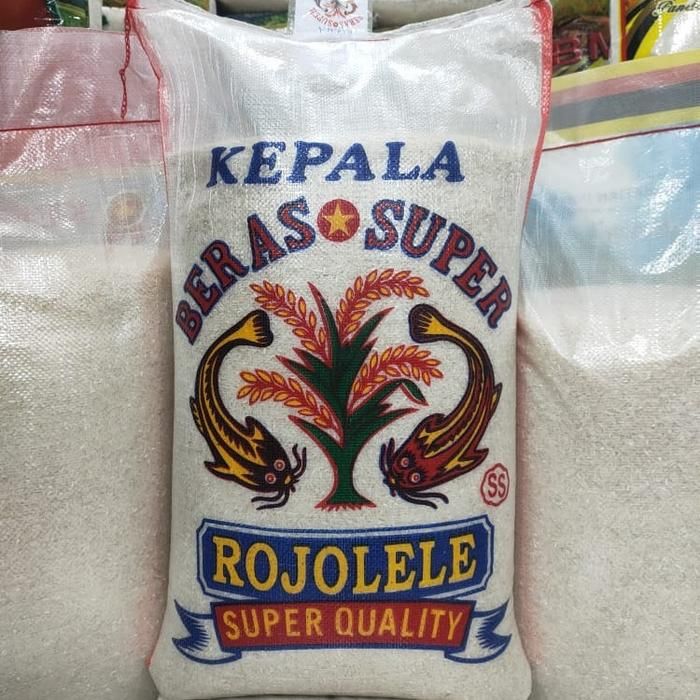 KEPALA
BERAS SUPER
SS
ROJOLELE
SUPER QUALITY